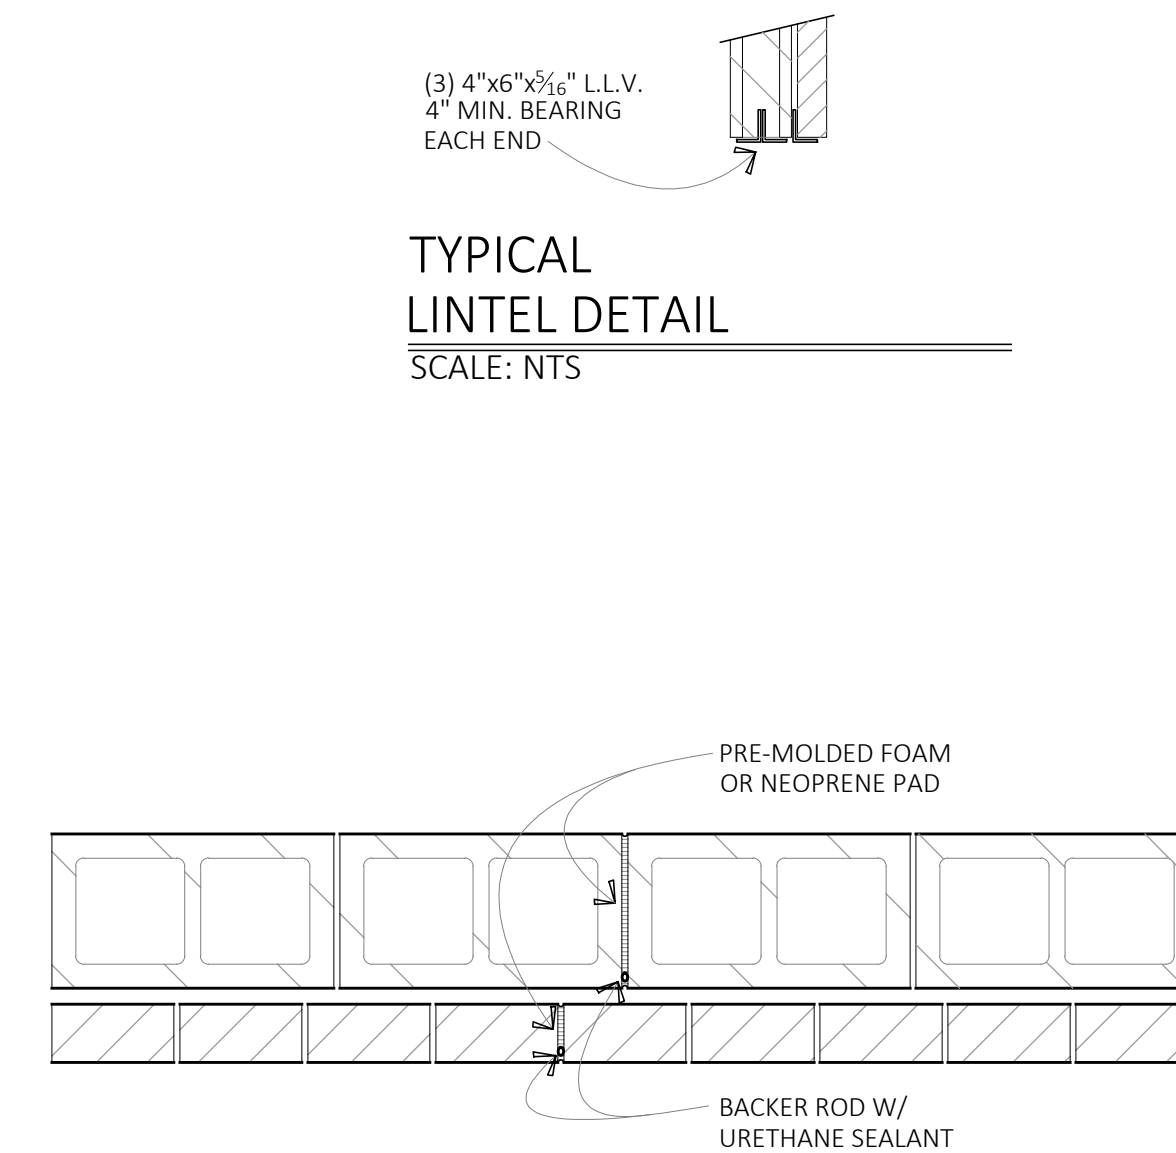 (3) 4"x6"x5⁄16" L.L.V.
4" MIN. BEARING
EACH END
TYPICAL
LINTEL DETAIL
SCALE: NTS
PRE-MOLDED FOAM
OR NEOPRENE PAD
BACKER ROD W/
URETHANE SEALANT